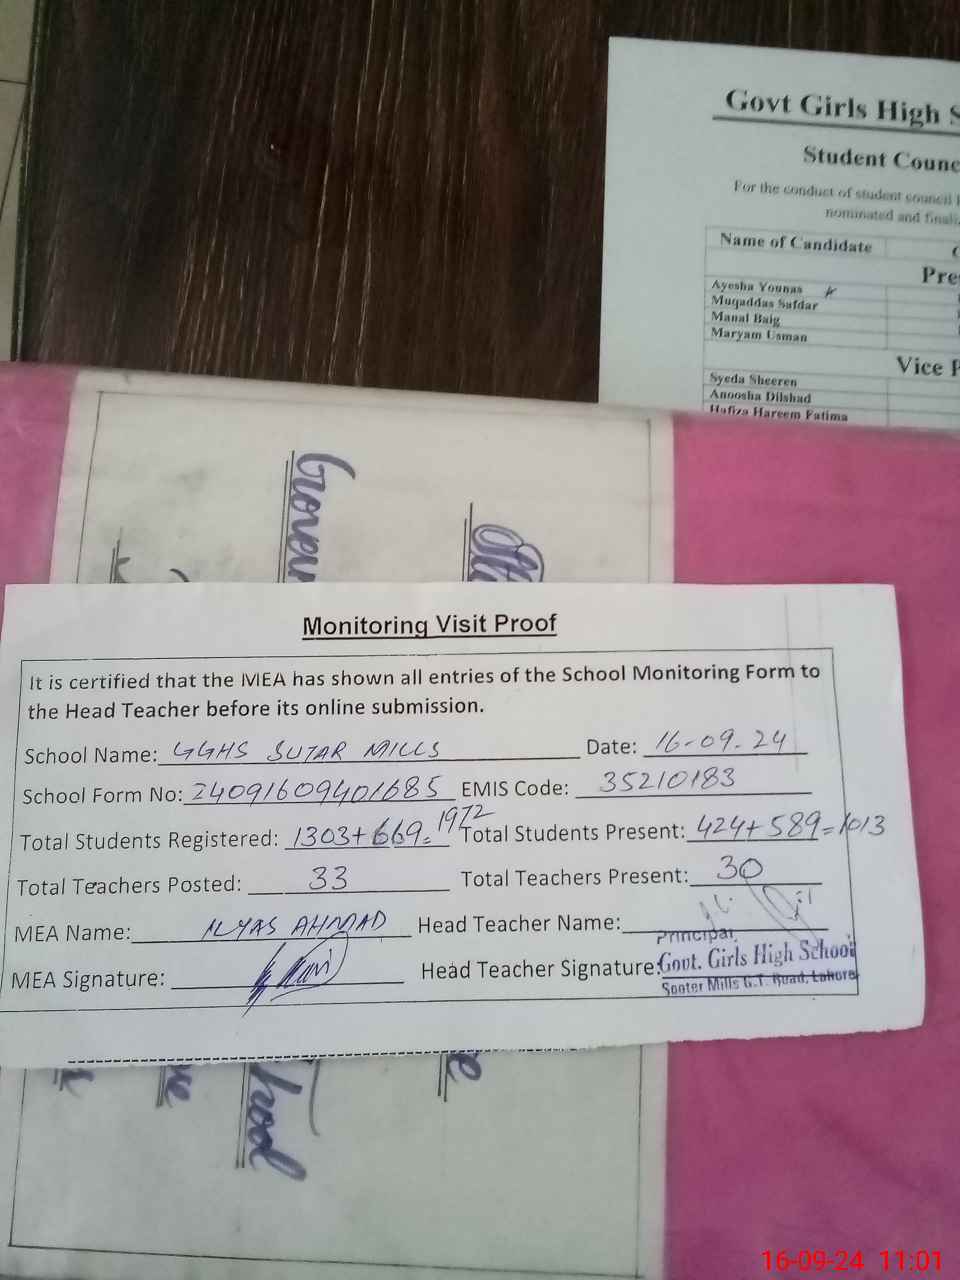 Govt Girls High
Student Counc
For the conduct of student council
nominated and finali
Name of Candidate
Pre
Ayesha Younas
Muqaddas Safdar
Manal Baig
Maryam Usman
Vice P
Syeda Sheeren
Anoosha Dilshad
Hafiza Hareem Fatima
Monitoring Visit Proof
It is certified that the MEA has shown all entries of the School Monitoring Form to
the Head Teacher before its online submission.
School Name: GGHS SUTAR MILLS Date: 16-09-24
School Form No: 24091609401685 EMIS Code: 35210183
Total Students Registered: 1303+669=1972 Total Students Present: 424+589=1013
Total Teachers Posted: 33 Total Teachers Present: 30
MEA Name: ILYAS AHMAD Head Teacher Name:
Principal
MEA Signature: Head Teacher Signature: Govt. Girls High School
Sooter Mills G.T. Road, Lahore
16-09-24 11:01